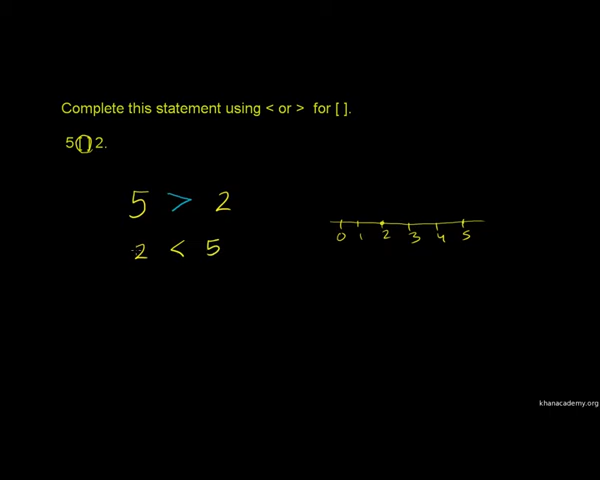 Complete this statement using < or > for [ ].
5 [ ] 2.
5 > 2
2 < 5
0 1 2 3 4 5
khanacademy.org